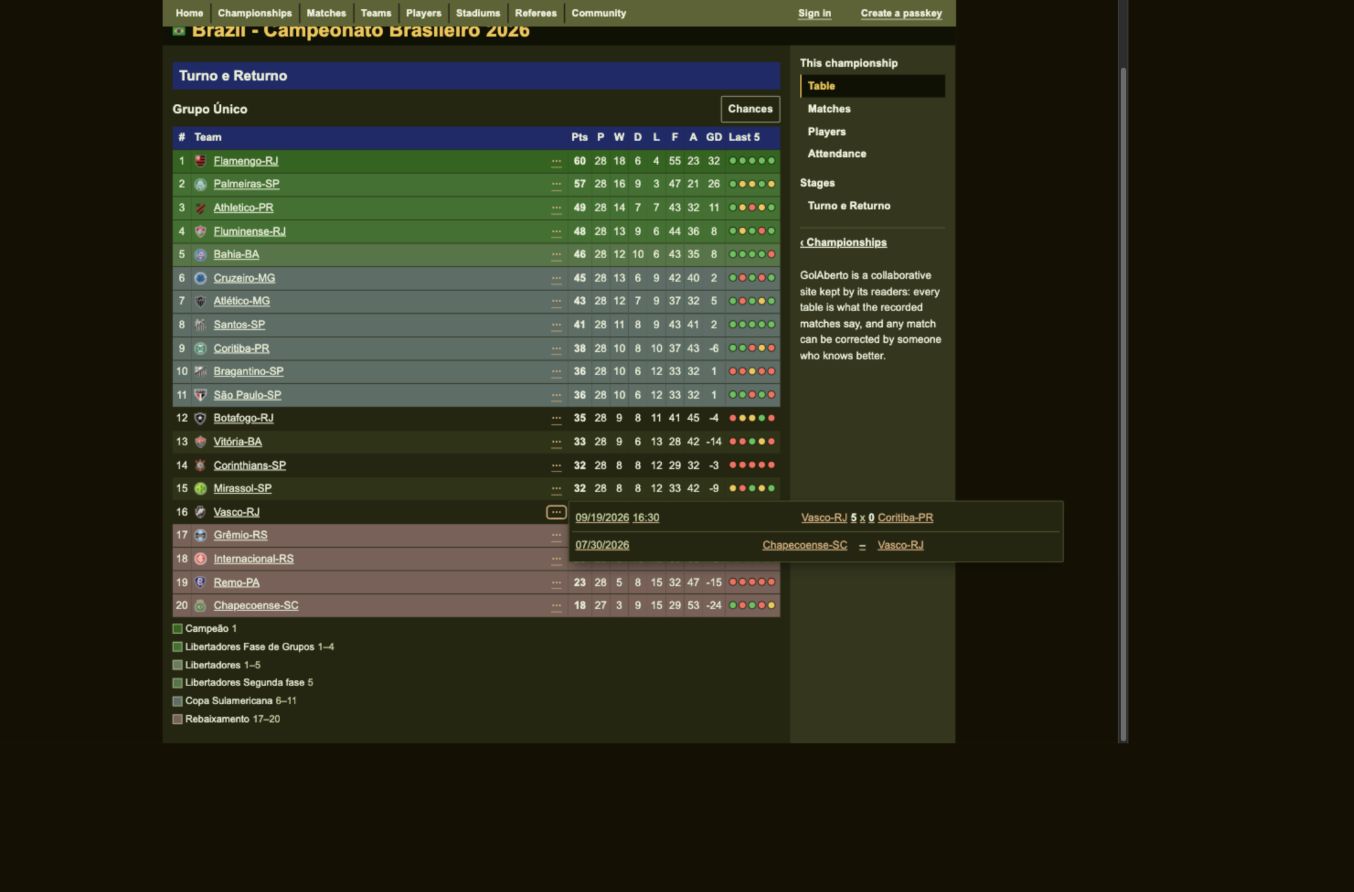 Home Championships Matches Teams Players Stadiums Referees Community Sign in Create a passkey
Brazil - Campeonato Brasileiro 2026
Turno e Returno
Grupo Único Chances
# Team Pts P W D L F A GD Last 5
1 Flamengo-RJ ... 60 28 18 6 4 55 23 32
2 Palmeiras-SP ... 57 28 16 9 3 47 21 26
3 Athletico-PR ... 49 28 14 7 7 43 32 11
4 Fluminense-RJ ... 48 28 13 9 6 44 36 8
5 Bahia-BA ... 46 28 12 10 6 43 35 8
6 Cruzeiro-MG ... 45 28 13 6 9 42 40 2
7 Atlético-MG ... 43 28 12 7 9 37 32 5
8 Santos-SP ... 41 28 11 8 9 43 41 2
9 Coritiba-PR ... 38 28 10 8 10 37 43 -6
10 Bragantino-SP ... 36 28 10 6 12 33 32 1
11 São Paulo-SP ... 36 28 10 6 12 33 32 1
12 Botafogo-RJ ... 35 28 9 8 11 41 45 -4
13 Vitória-BA ... 33 28 9 6 13 28 42 -14
14 Corinthians-SP ... 32 28 8 8 12 29 32 -3
15 Mirassol-SP ... 32 28 8 8 12 33 42 -9
16 Vasco-RJ ...
17 Grêmio-RS ...
18 Internacional-RS ...
19 Remo-PA ... 23 28 5 8 15 32 47 -15
20 Chapecoense-SC ... 18 27 3 9 15 29 53 -24
09/19/2026 16:30 Vasco-RJ 5 x 0 Coritiba-PR
07/30/2026 Chapecoense-SC – Vasco-RJ
Campeão 1
Libertadores Fase de Grupos 1–4
Libertadores 1–5
Libertadores Segunda fase 5
Copa Sulamericana 6–11
Rebaixamento 17–20
This championship
Table
Matches
Players
Attendance
Stages
Turno e Returno
‹ Championships
GolAberto is a collaborative
site kept by its readers: every
table is what the recorded
matches say, and any match
can be corrected by someone
who knows better.